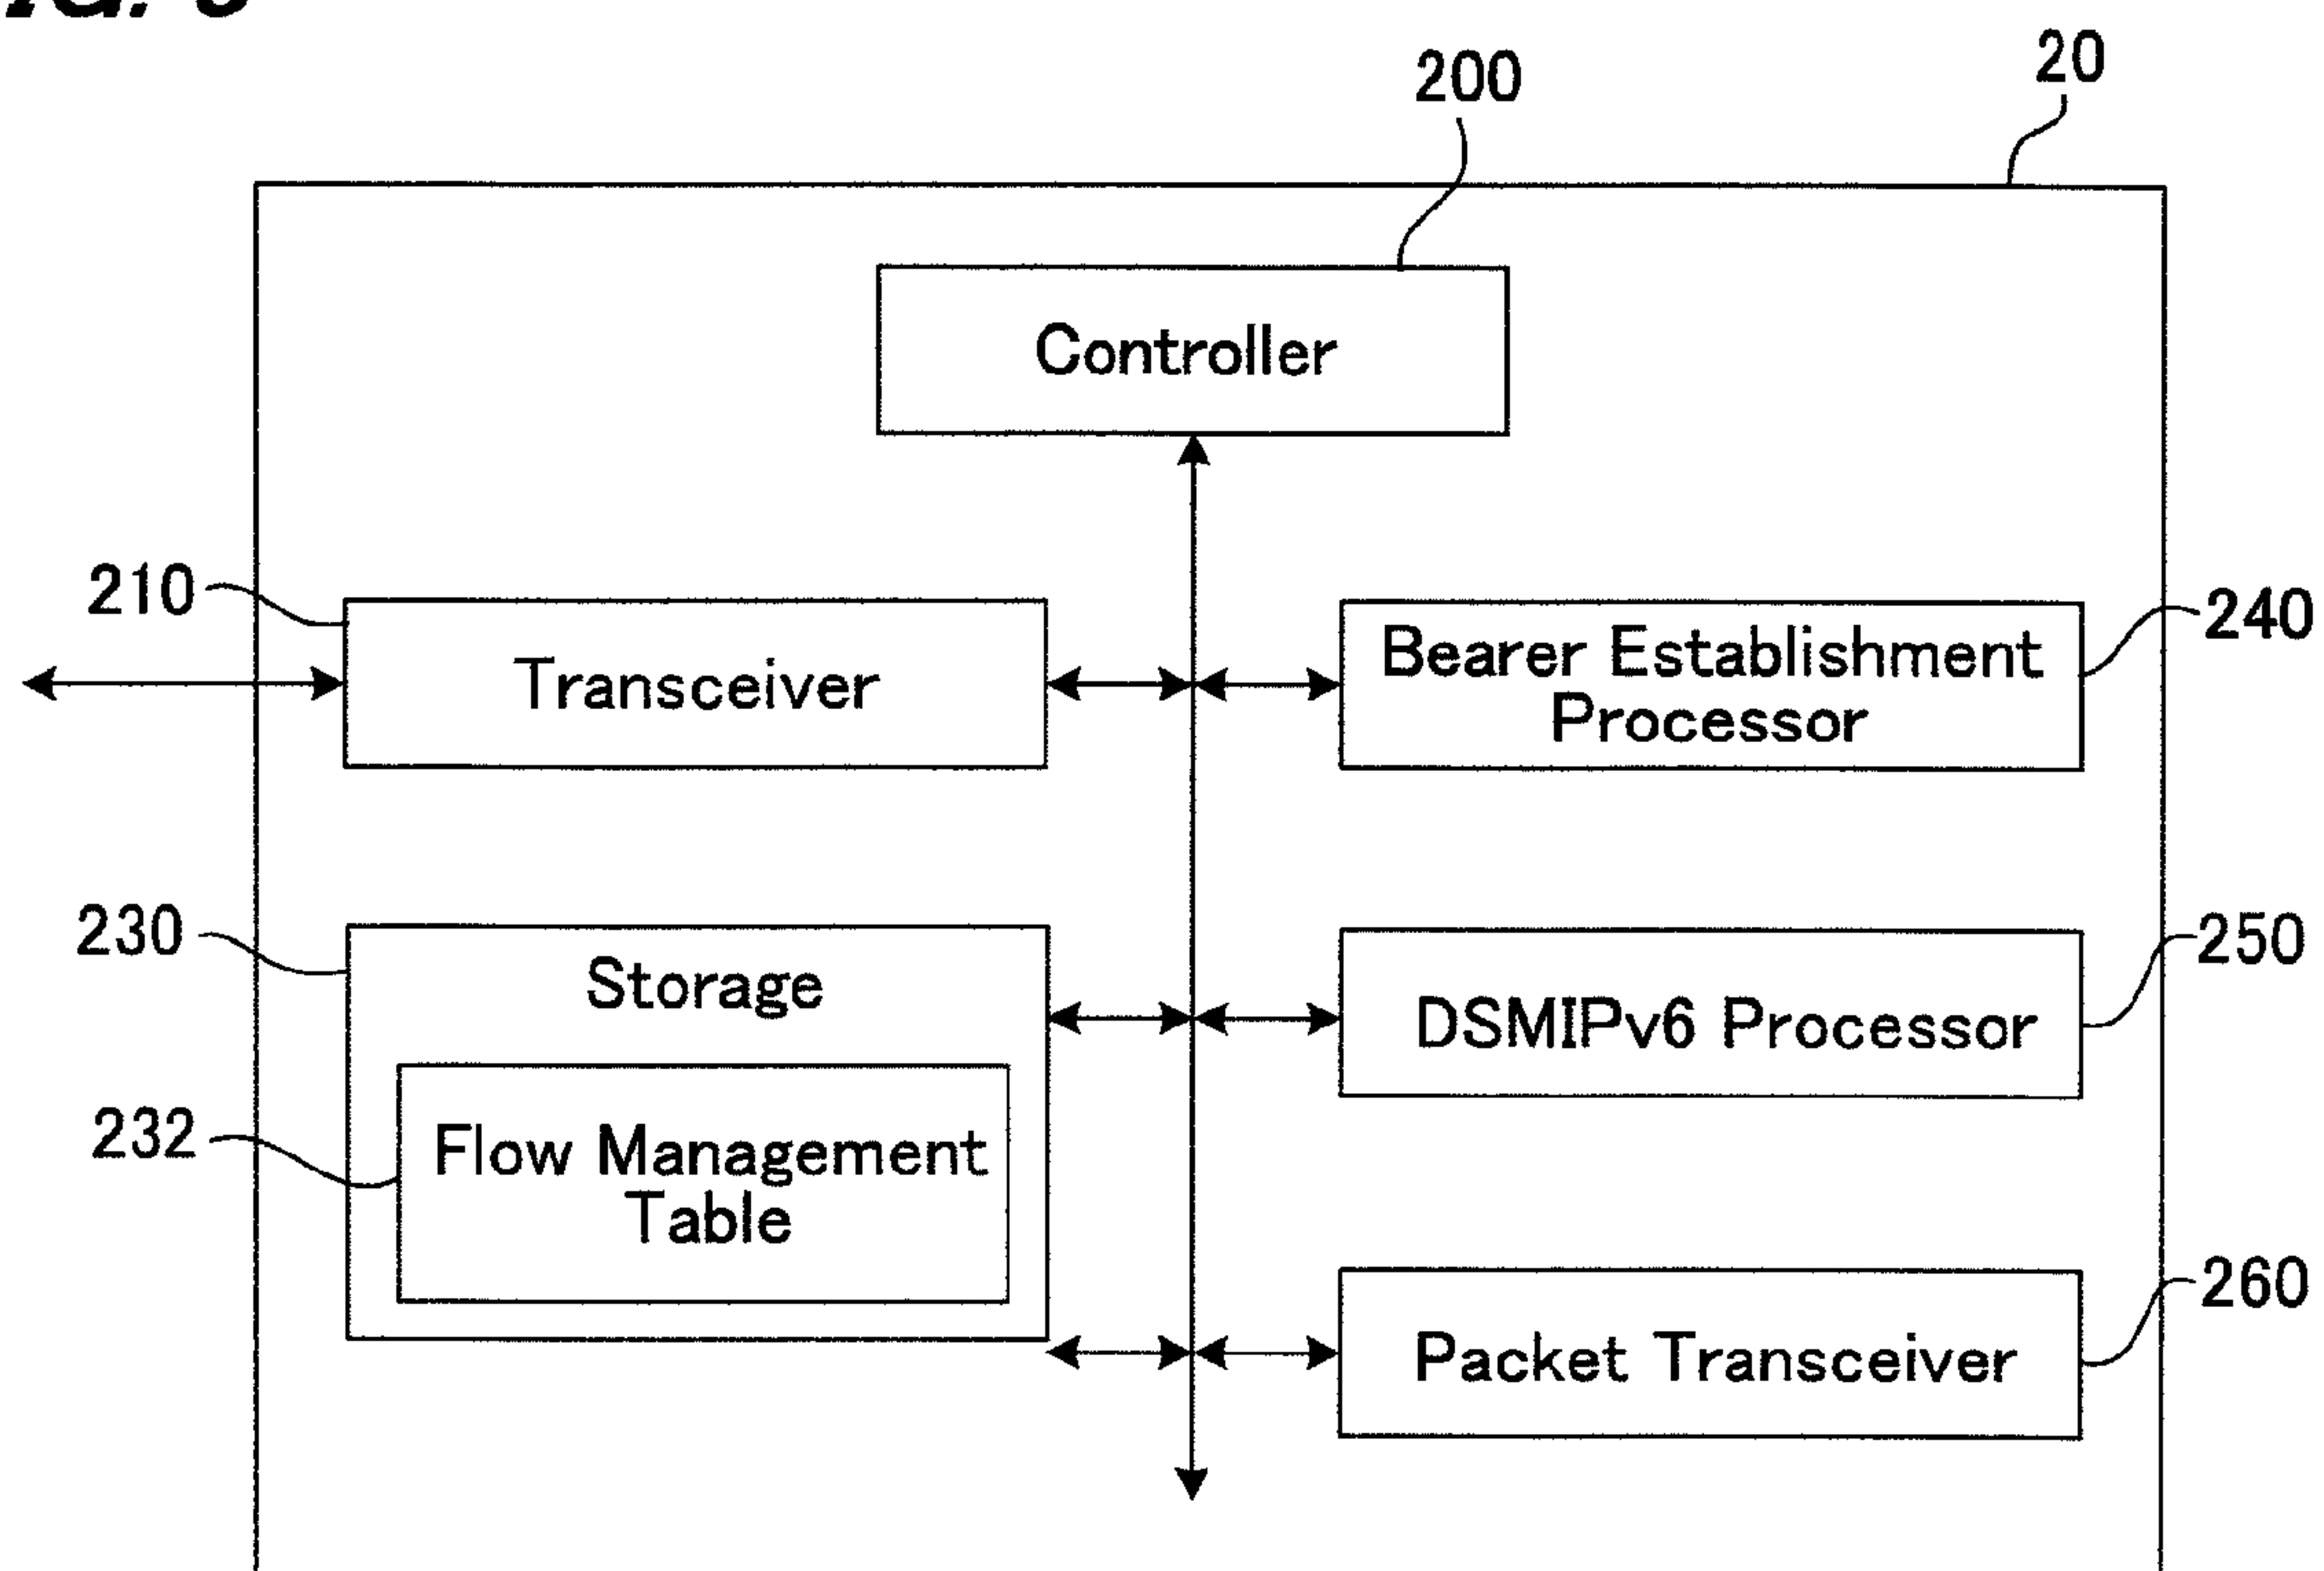 20
200
Controller
210
Transceiver
Bearer Establishment
Processor
240
230
Storage
DSMIPv6 Processor
250
232
Flow Management
Table
Packet Transceiver
260